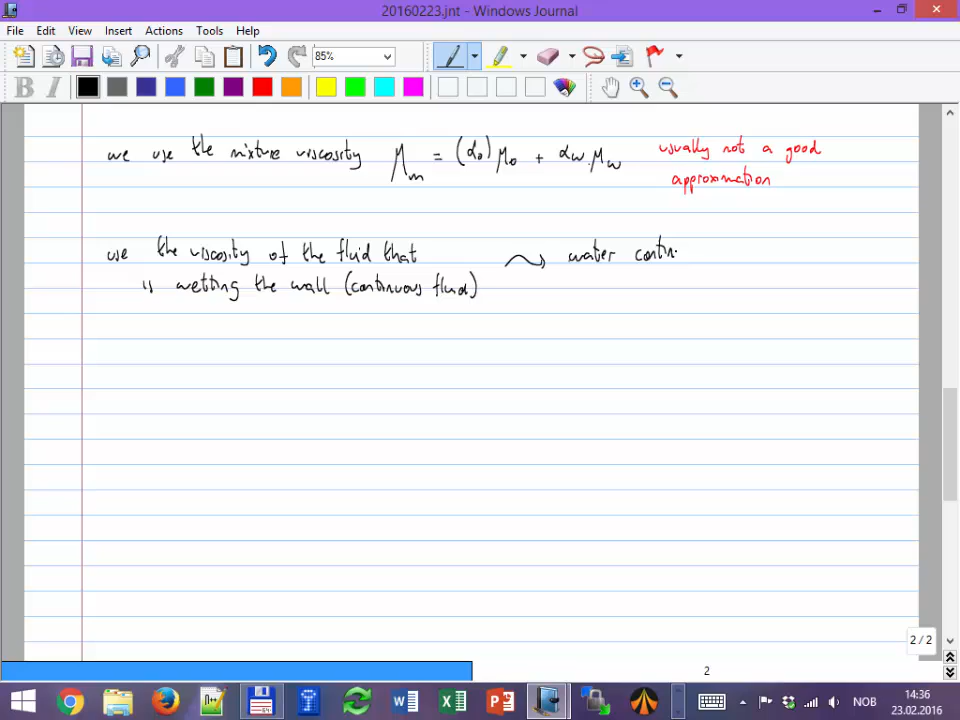 20160223.jnt - Windows Journal
File Edit View Insert Actions Tools Help
85%
B I
we use the mixture viscosity μm = (αo) μo + αw. μw usually not a good
approximation
use the viscosity of the fluid that
is wetting the wall (continuous fluid)
water contin
2 / 2
2
NOB
14:36
23.02.2016